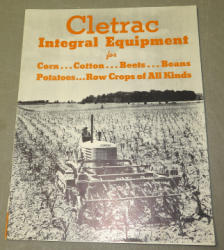 Cletrac
Integral Equipment
for
Corn...Cotton...Beets...Beans
Potatoes...Row Crops of All Kinds